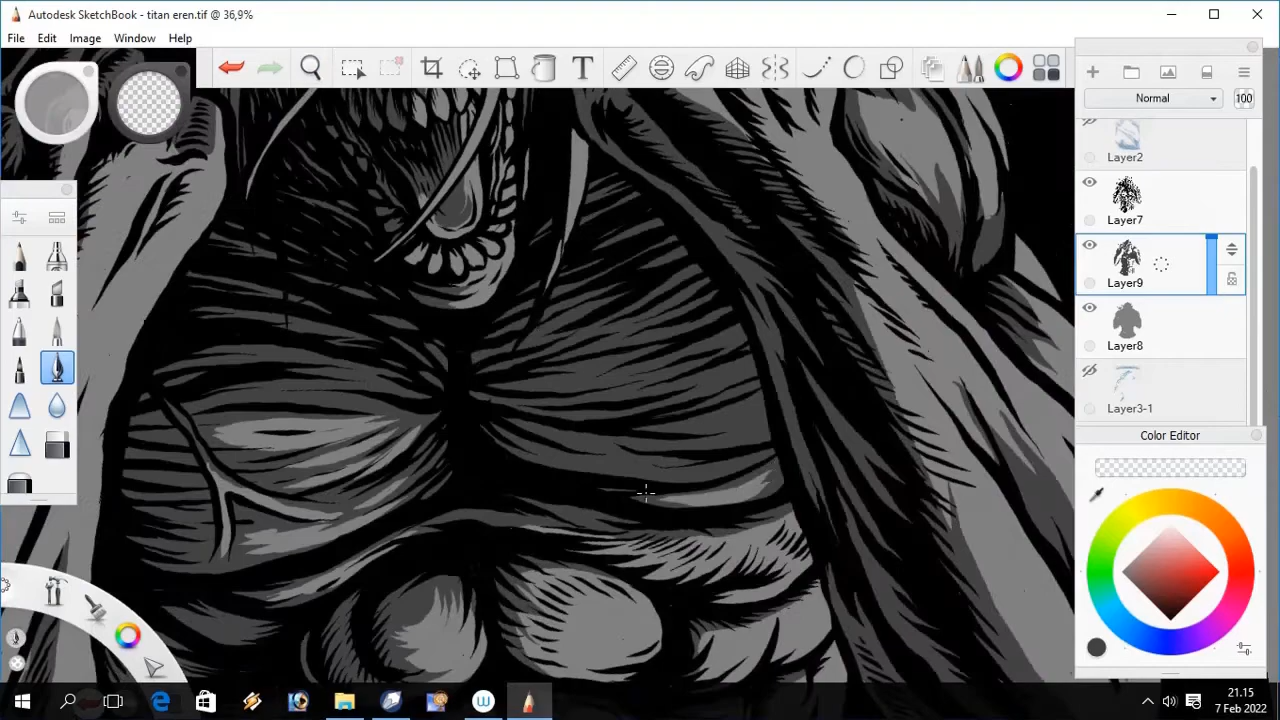 Autodesk SketchBook - titan eren.tif @ 36,9%
File Edit Image Window Help
T
Normal
100
Layer2
Layer7
Layer9
Layer8
Layer3-1
Color Editor
21.15
7 Feb 2022